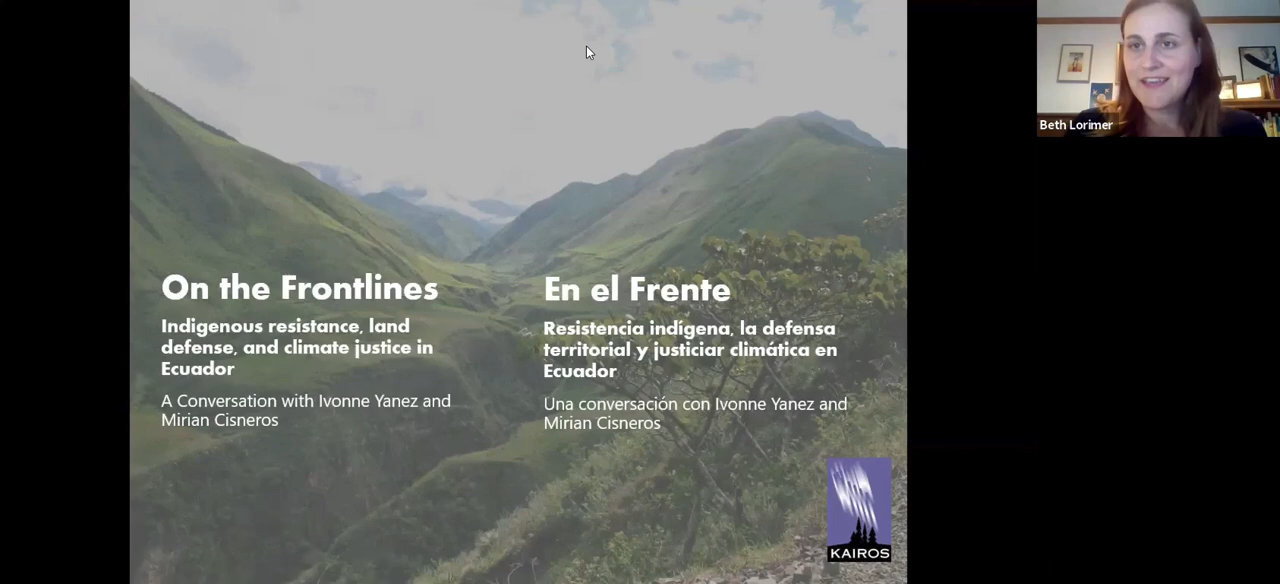 On the Frontlines
Indigenous resistance, land
defense, and climate justice in
Ecuador
A Conversation with Ivonne Yanez and
Mirian Cisneros
En el Frente
Resistencia indígena, la defensa
territorial y justiciar climática en
Ecuador
Una conversación con Ivonne Yanez and
Mirian Cisneros
KAIROS
Beth Lorimer